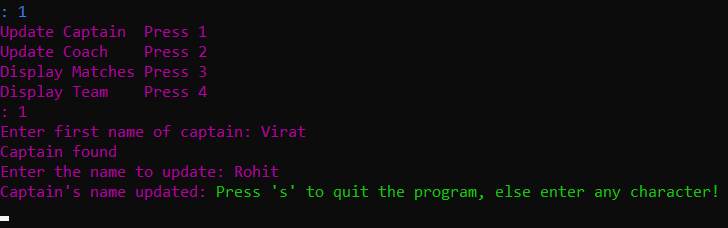 : 1
Update Captain  Press 1
Update Coach    Press 2
Display Matches Press 3
Display Team    Press 4
: 1
Enter first name of captain: Virat
Captain found
Enter the name to update: Rohit
Captain's name updated: Press 's' to quit the program, else enter any character!